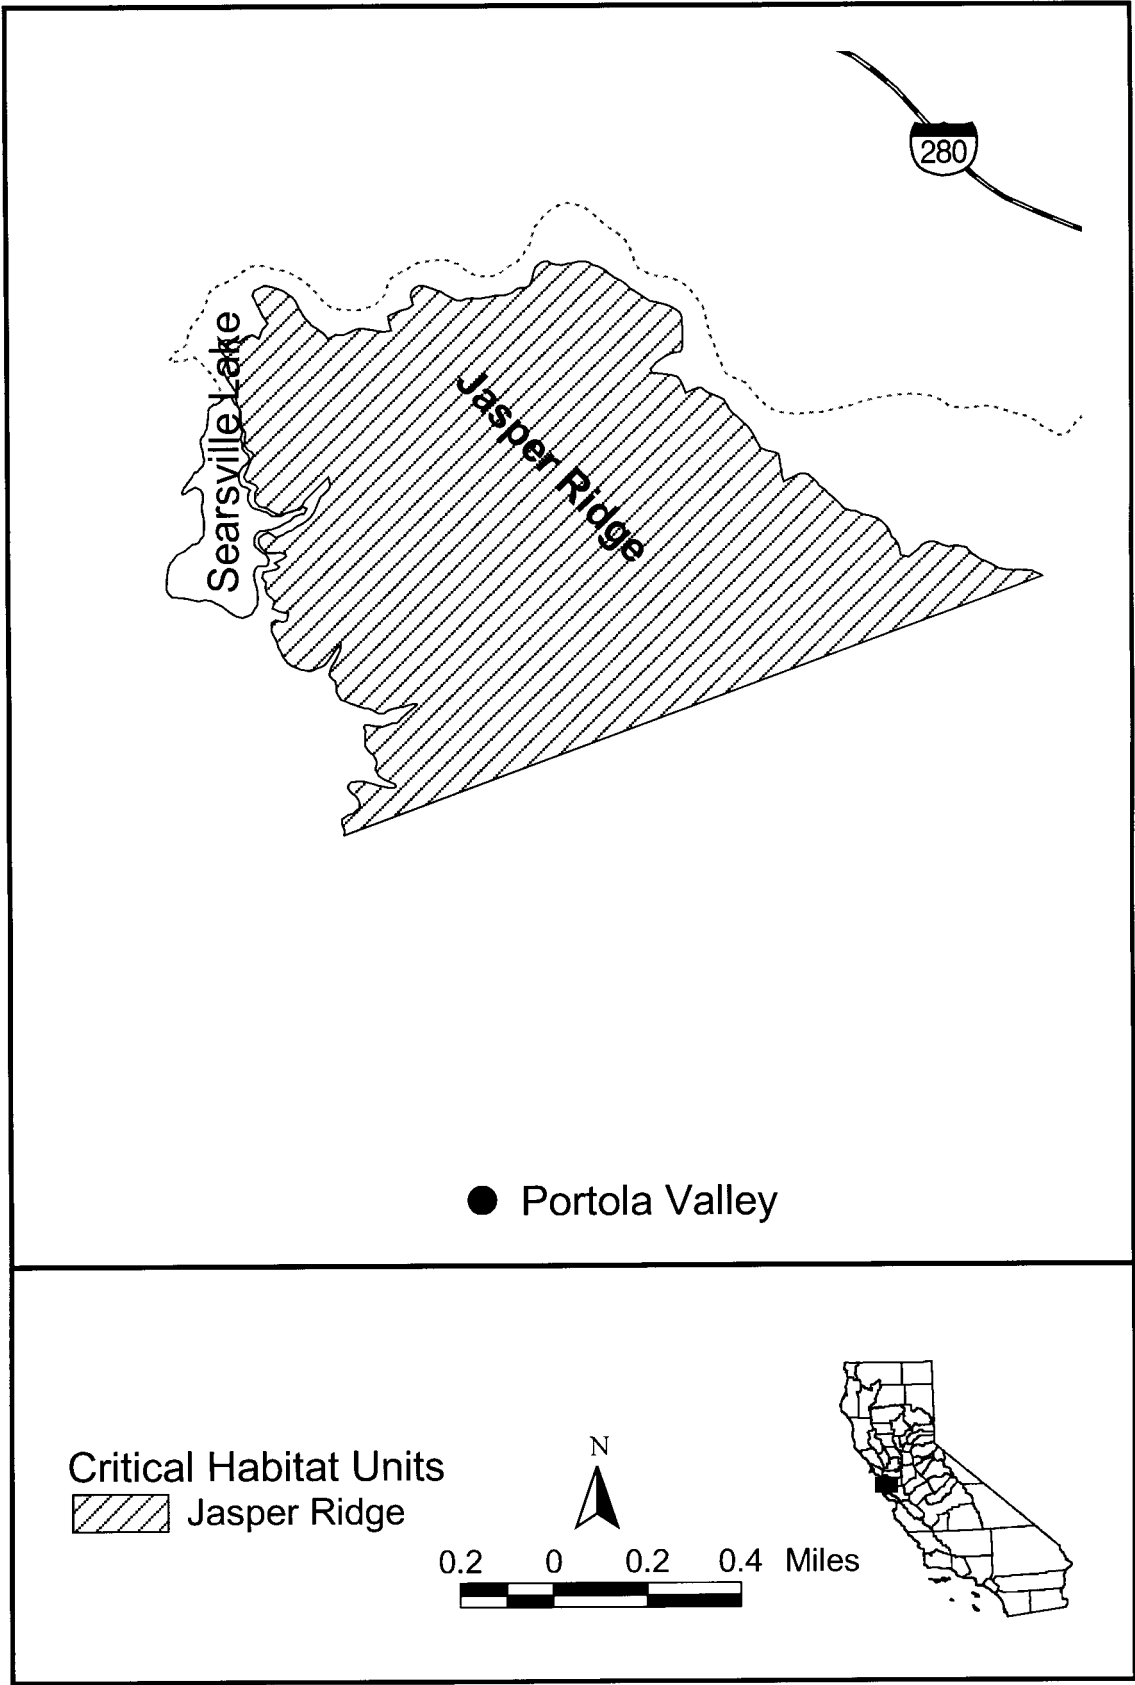 280
Searsville Lake
Jasper Ridge
Portola Valley
Critical Habitat Units
Jasper Ridge
N
0.2 0 0.2 0.4 Miles